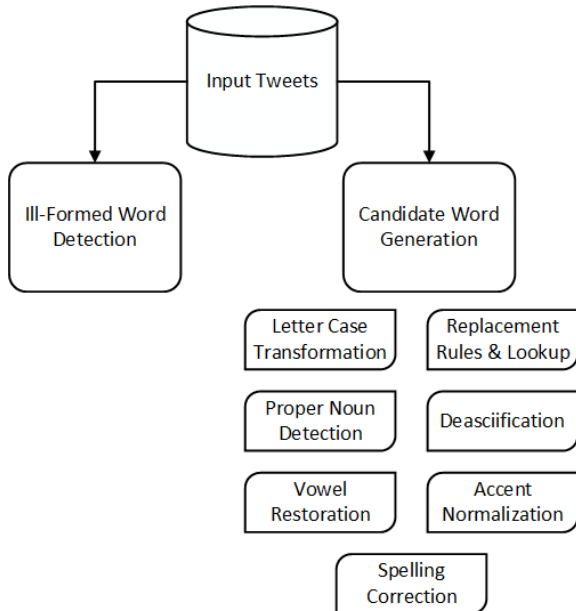 Input Tweets
Ill-Formed Word
Detection
Candidate Word
Generation
Letter Case
Transformation
Replacement
Rules & Lookup
Proper Noun
Detection
Deasciification
Vowel
Restoration
Accent
Normalization
Spelling
Correction